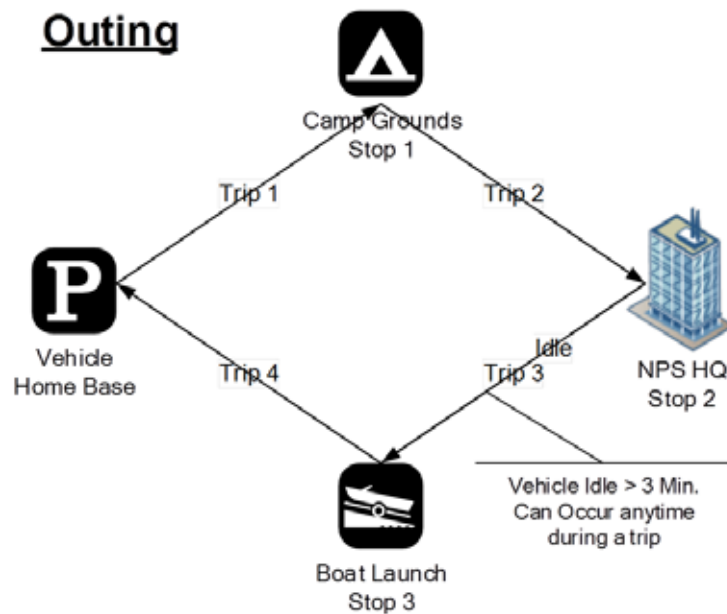 Outing
Camp Grounds
Stop 1
Trip 1
Trip 2
P
Vehicle
Home Base
Idle
Trip 3
NPS HQ
Stop 2
Trip 4
Vehicle Idle > 3 Min.
Can Occur anytime
during a trip
Boat Launch
Stop 3